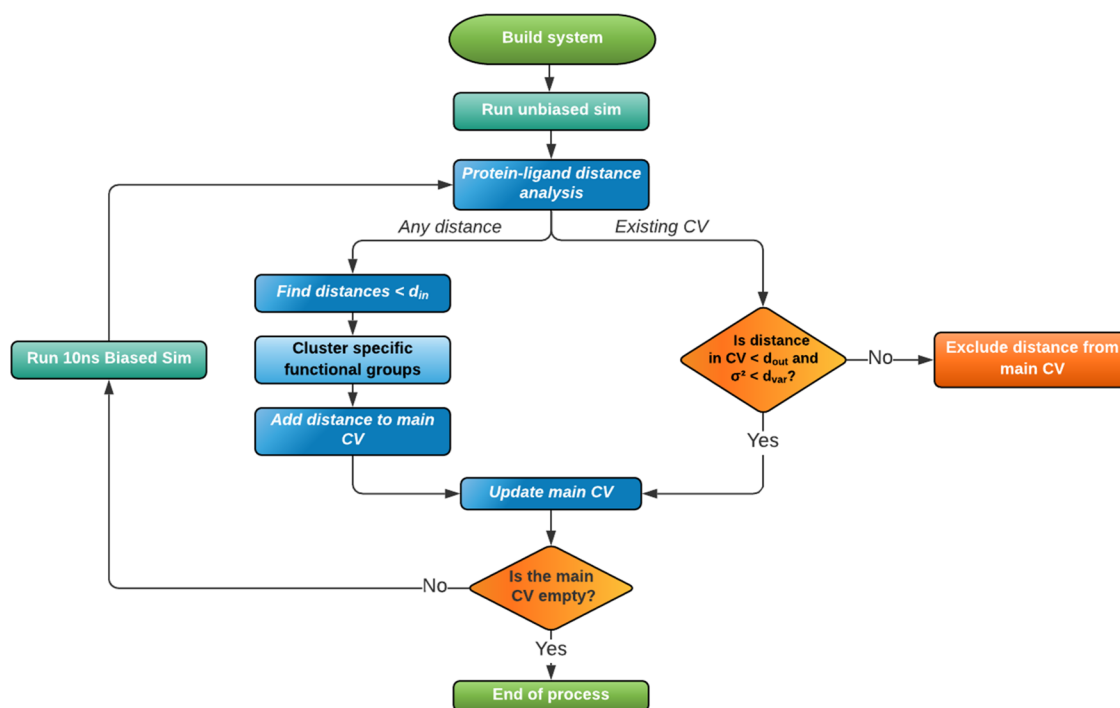 Build system
Run unbiased sim
Protein-ligand distance
analysis
Any distance
Existing CV
Find distances < din
Cluster specific
functional groups
Add distance to main
CV
Is distance
in CV < dout and
σ² < dvar?
No
Exclude distance from
main CV
Yes
Run 10ns Biased Sim
Update main CV
Is the main
CV empty?
No
Yes
End of process